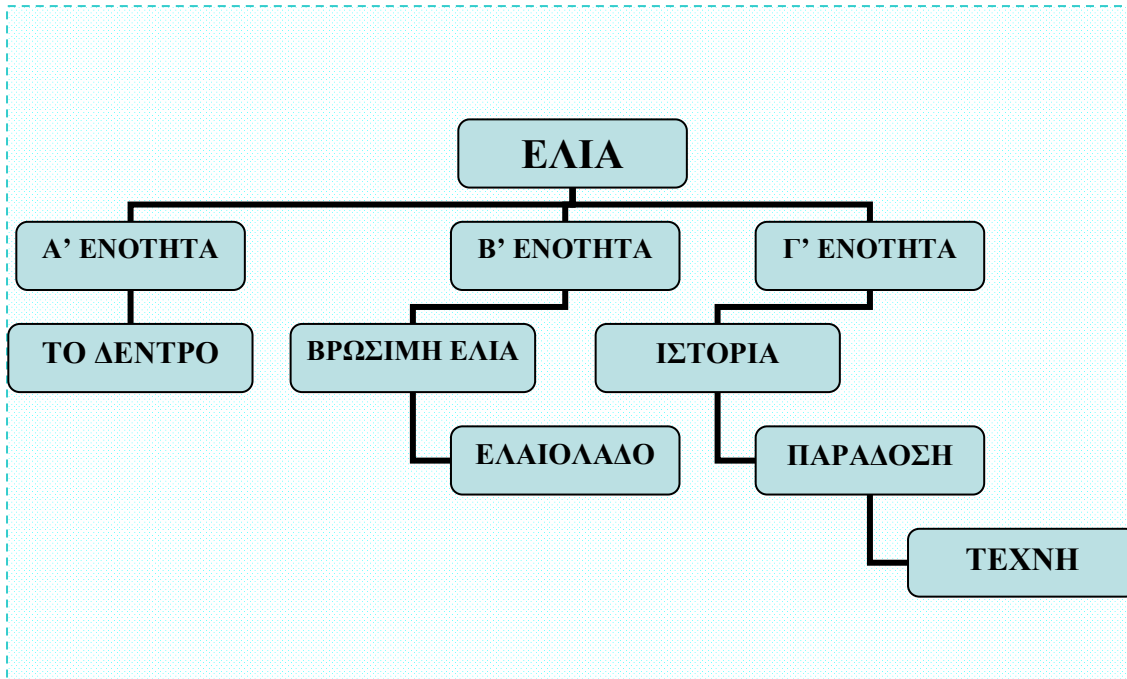 ΕΛΙΑ
Α’ ΕΝΟΤΗΤΑ
Β’ ΕΝΟΤΗΤΑ
Γ’ ΕΝΟΤΗΤΑ
ΤΟ ΔΕΝΤΡΟ
ΒΡΩΣΙΜΗ ΕΛΙΑ
ΙΣΤΟΡΙΑ
ΕΛΑΙΟΛΑΔΟ
ΠΑΡΑΔΟΣΗ
ΤΕΧΝΗ